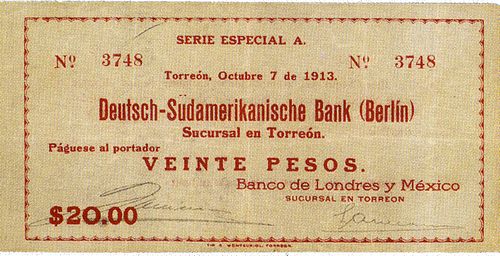 SERIE ESPECIAL A.
Nº 3748 Nº 3748
Torreón, Octubre 7 de 1913.
Deutsch-Südamerikanische Bank (Berlín)
Sucursal en Torreón.
Páguese al portador
VEINTE PESOS.
Banco de Londres y México
SUCURSAL EN TORREON
$20.00